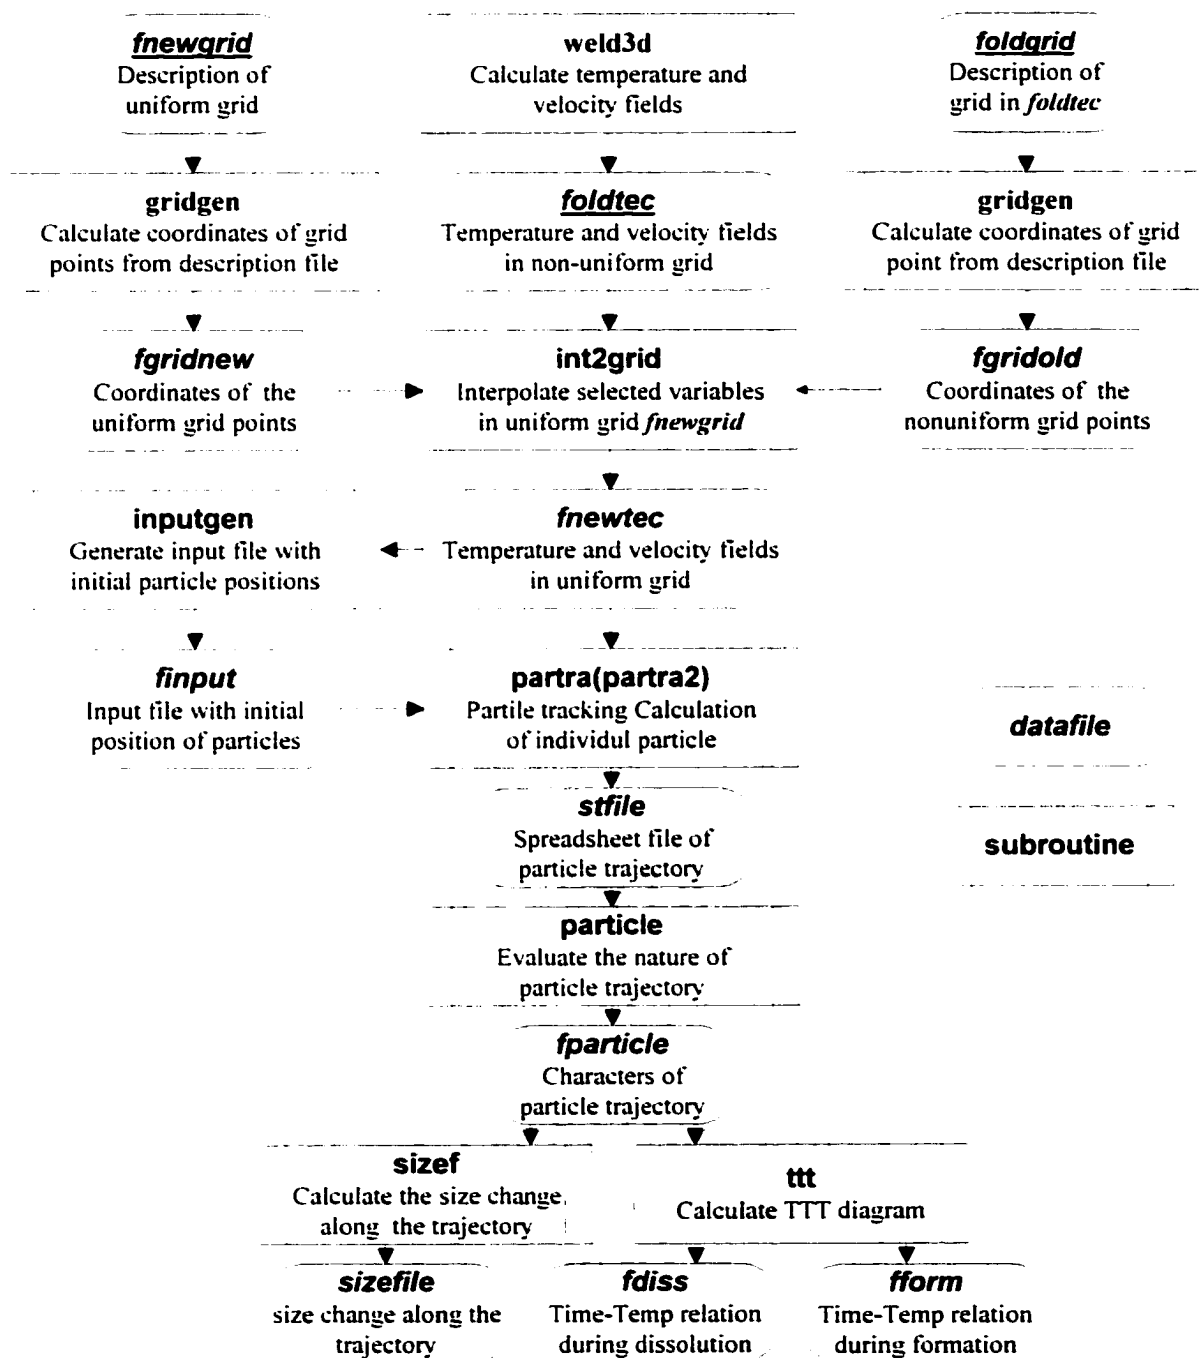 fnewgrid
Description of
uniform grid
weld3d
Calculate temperature and
velocity fields
foldgrid
Description of
grid in foldtec
gridgen
Calculate coordinates of grid
points from description file
foldtec
Temperature and velocity fields
in non-uniform grid
gridgen
Calculate coordinates of grid
point from description file
fgridnew
Coordinates of the
uniform grid points
int2grid
Interpolate selected variables
in uniform grid fnewgrid
fgridold
Coordinates of the
nonuniform grid points
inputgen
Generate input file with
initial particle positions
fnewtec
Temperature and velocity fields
in uniform grid
finput
Input file with initial
position of particles
partra(partra2)
Partile tracking Calculation
of individul particle
datafile
stfile
Spreadsheet file of
particle trajectory
subroutine
particle
Evaluate the nature of
particle trajectory
fparticle
Characters of
particle trajectory
sizef
Calculate the size change
along the trajectory
ttt
Calculate TTT diagram
sizefile
size change along the
trajectory
fdiss
Time-Temp relation
during dissolution
fform
Time-Temp relation
during formation